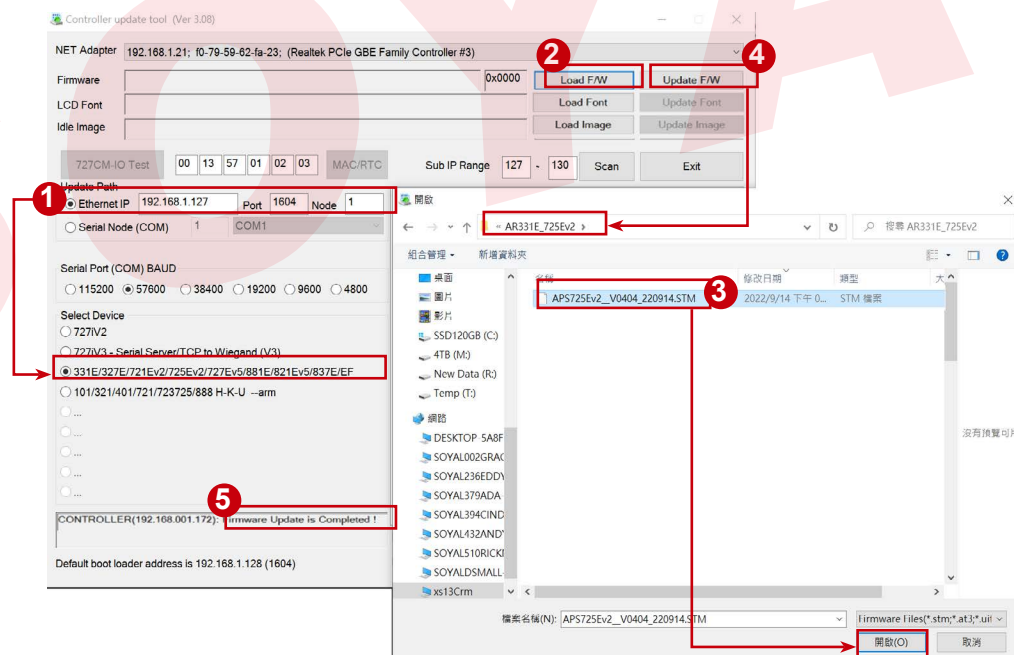 Controller update tool (Ver 3.08)
NET Adapter 192.168.1.21; f0-79-59-62-fa-23; (Realtek PCIe GBE Family Controller #3)
2
4
Firmware 0x0000 Load F/W Update F/W
LCD Font Load Font Update Font
Idle Image Load Image Update Image
727CM-IO Test 00 13 57 01 02 03 MAC/RTC Sub IP Range 127 - 130 Scan Exit
Update Path
1
Ethernet IP 192.168.1.127 Port 1604 Node 1
Serial Node (COM) 1 COM1
Serial Port (COM) BAUD
115200 57600 38400 19200 9600 4800
Select Device
727iV2
727iV3 - Serial Server/TCP to Wiegand (V3)
331E/327E/721Ev2/725Ev2/727Ev5/881E/821Ev5/837E/EF
101/321/401/721/723725/888 H-K-U --arm
...
...
...
...
...
5
CONTROLLER(192.168.001.172): Firmware Update is Completed !
Default boot loader address is 192.168.1.128 (1604)
開啟
« AR331E_725Ev2 ›
搜尋 AR331E_725Ev2
組合管理 新增資料夾
名稱 修改日期 類型 大
APS725Ev2__V0404_220914.STM 2022/9/14 下午 0... STM 檔案
3
桌面
圖片
影片
SSD120GB (C:)
4TB (M:)
New Data (R:)
Temp (T:)
網路
DESKTOP-5A8F
SOYAL002GRAC
SOYAL236EDDY
SOYAL379ADA
SOYAL394CIND
SOYAL432ANDY
SOYAL510RICKI
SOYALDSMALL-
xs13Crm
沒有預覽可用
檔案名稱(N): APS725Ev2__V0404_220914.STM Firmware Files(*.stm;*.at3;*.uif
開啟(O) 取消